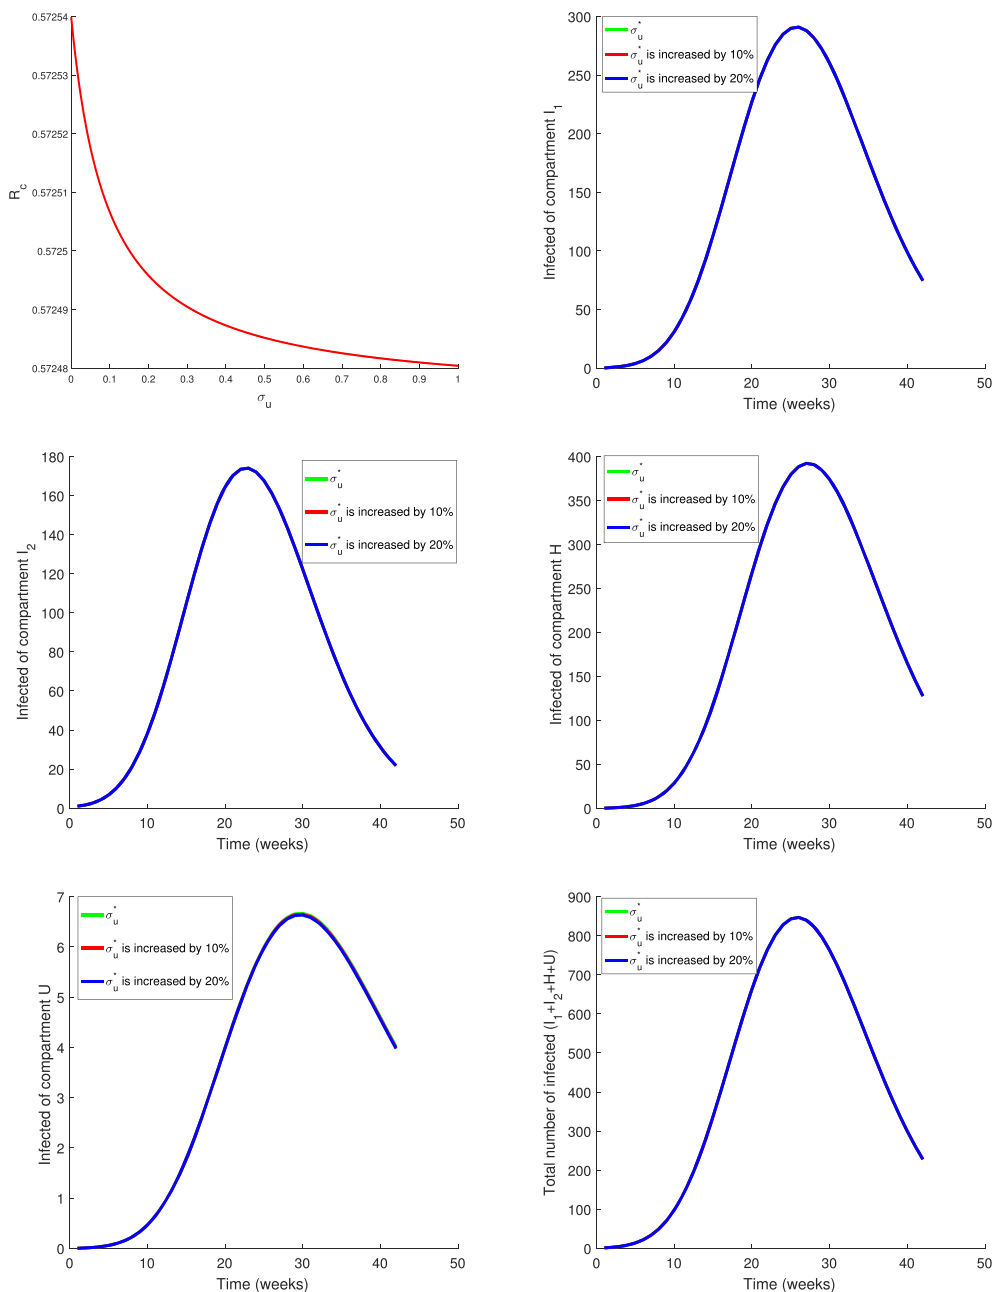 0.57254
0.57253
0.57252
0.57251
0.5725
0.57249
0.57248
R_c
0 0.1 0.2 0.3 0.4 0.5 0.6 0.7 0.8 0.9 1
σ_u
300
250
200
150
100
50
0
Infected of compartment I_1
σ_u^*
σ_u^* is increased by 10%
σ_u^* is increased by 20%
0 10 20 30 40 50
Time (weeks)
180
160
140
120
100
80
60
40
20
0
Infected of compartment I_2
σ_u^*
σ_u^* is increased by 10%
σ_u^* is increased by 20%
0 10 20 30 40 50
Time (weeks)
400
350
300
250
200
150
100
50
0
Infected of compartment H
σ_u^*
σ_u^* is increased by 10%
σ_u^* is increased by 20%
0 10 20 30 40 50
Time (weeks)
7
6
5
4
3
2
1
0
Infected of compartment U
σ_u^*
σ_u^* is increased by 10%
σ_u^* is increased by 20%
0 10 20 30 40 50
Time (weeks)
900
800
700
600
500
400
300
200
100
0
Total number of infected (I_1+I_2+H+U)
σ_u^*
σ_u^* is increased by 10%
σ_u^* is increased by 20%
0 10 20 30 40 50
Time (weeks)